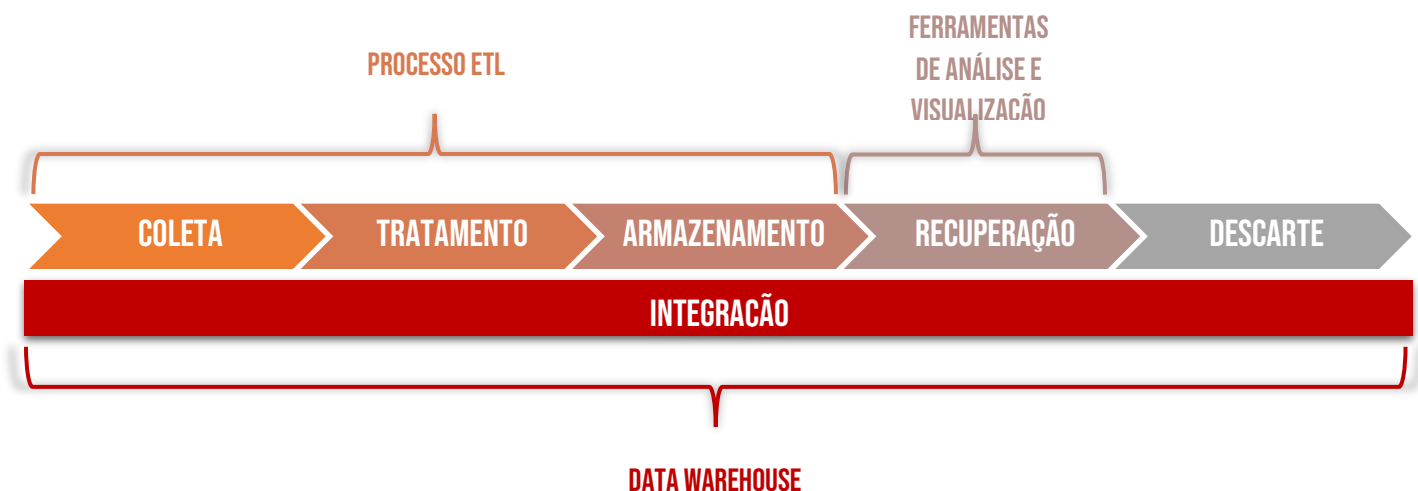 FERRAMENTAS
DE ANÁLISE E
VISUALIZAÇÃO
PROCESSO ETL
COLETA
TRATAMENTO
ARMAZENAMENTO
RECUPERAÇÃO
DESCARTE
INTEGRAÇÃO
DATA WAREHOUSE